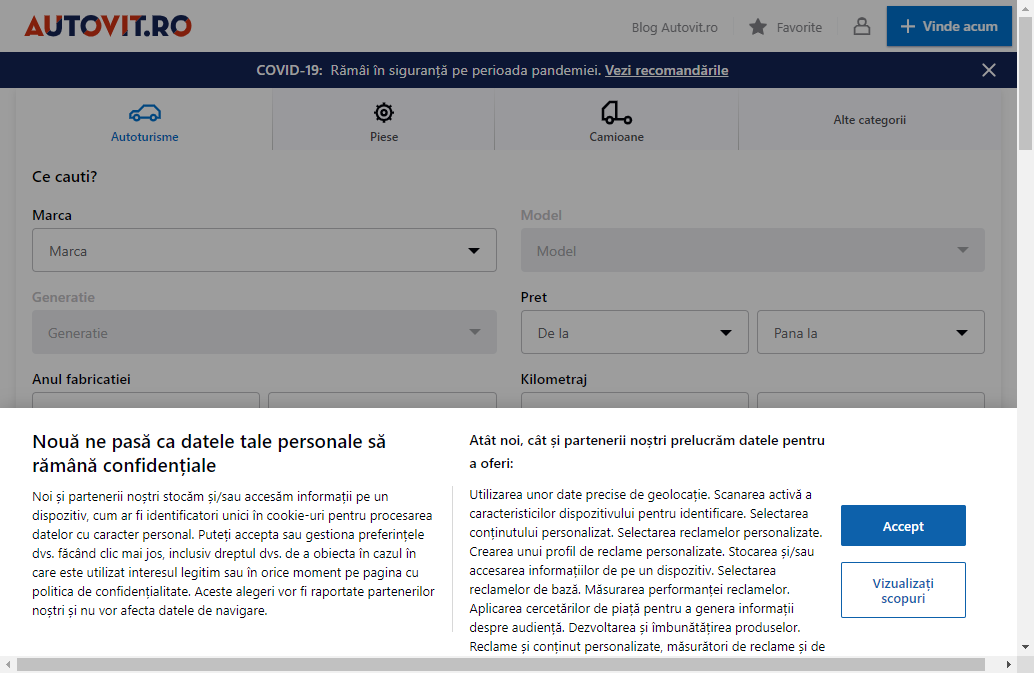 AUTOVIT.RO
Blog Autovit.ro
Favorite
Vinde acum
COVID-19: Rămâi în siguranță pe perioada pandemiei. Vezi recomandările
Autoturisme
Piese
Camioane
Alte categorii
Ce cauti?
Marca
Model
Marca
Model
Generatie
Pret
Generatie
De la
Pana la
Anul fabricatiei
Kilometraj
Nouă ne pasă ca datele tale personale să
rămână confidențiale
Noi și partenerii noștri stocăm și/sau accesăm informații pe un
dispozitiv, cum ar fi identificatori unici în cookie-uri pentru procesarea
datelor cu caracter personal. Puteți accepta sau gestiona preferințele
dvs. făcând clic mai jos, inclusiv dreptul dvs. de a obiecta în cazul în
care este utilizat interesul legitim sau în orice moment pe pagina cu
politica de confidențialitate. Aceste alegeri vor fi raportate partenerilor
noștri și nu vor afecta datele de navigare.
Atât noi, cât și partenerii noștri prelucrăm datele pentru
a oferi:
Utilizarea unor date precise de geolocație. Scanarea activă a
caracteristicilor dispozitivului pentru identificare. Selectarea
conținutului personalizat. Selectarea reclamelor personalizate.
Crearea unui profil de reclame personalizate. Stocarea și/sau
accesarea informațiilor de pe un dispozitiv. Selectarea
reclamelor de bază. Măsurarea performanței reclamelor.
Aplicarea cercetărilor de piață pentru a genera informații
despre audiență. Dezvoltarea și îmbunătățirea produselor.
Reclame și conținut personalizate, măsurători de reclame și de
Accept
Vizualizați
scopuri